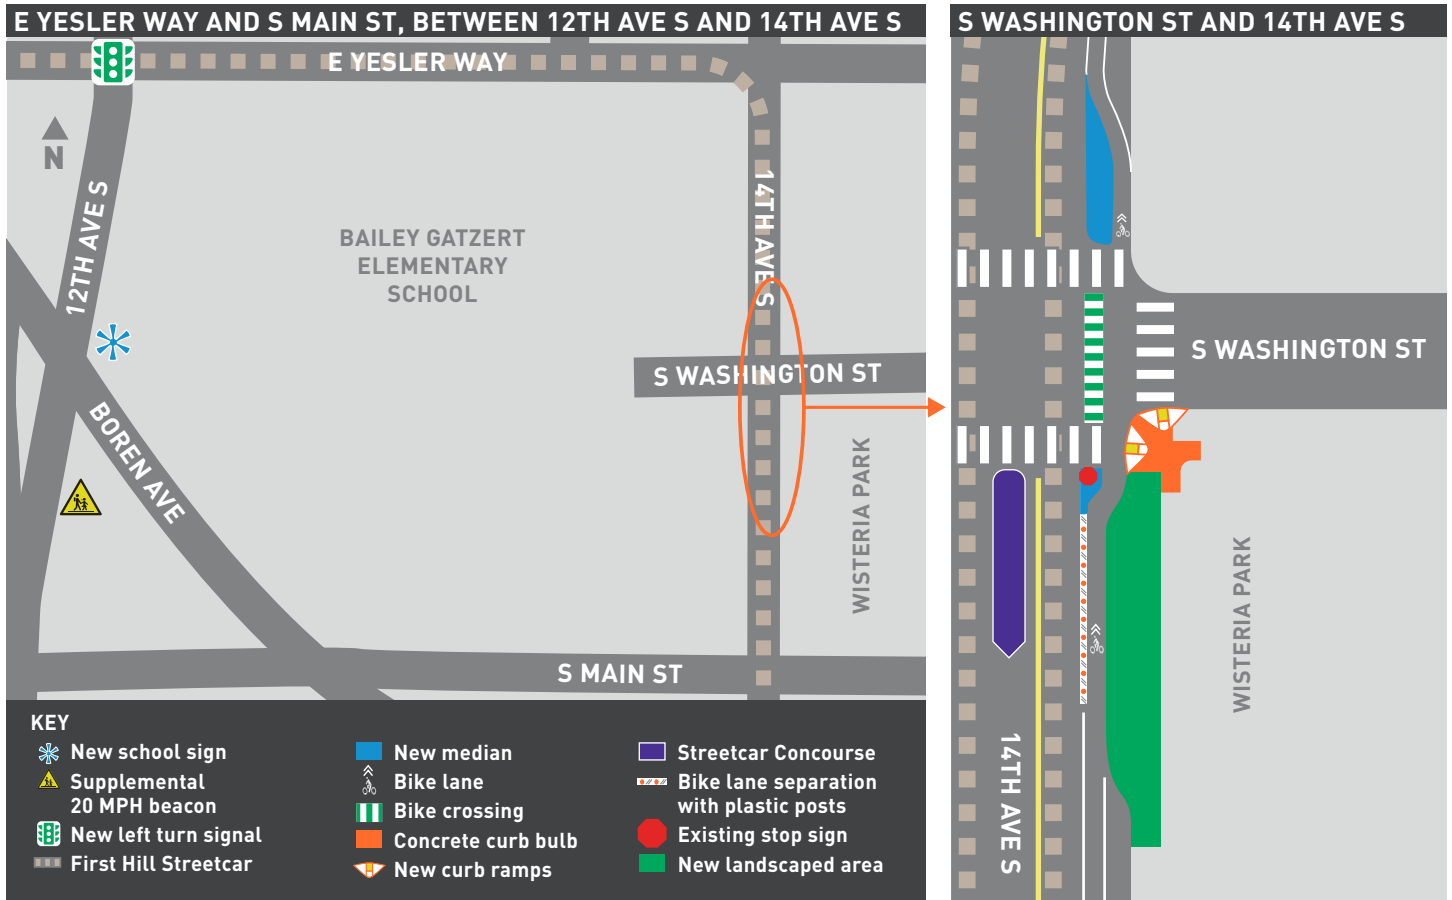 E YESLER WAY AND S MAIN ST, BETWEEN 12TH AVE S AND 14TH AVE S
E YESLER WAY
N
12TH AVE S
14TH AVE S
BAILEY GATZERT
ELEMENTARY
SCHOOL
S WASHINGTON ST
BOREN AVE
WISTERIA PARK
S MAIN ST
KEY
New school sign
Supplemental
20 MPH beacon
New left turn signal
First Hill Streetcar
New median
Bike lane
Bike crossing
Concrete curb bulb
New curb ramps
Streetcar Concourse
Bike lane separation
with plastic posts
Existing stop sign
New landscaped area
S WASHINGTON ST AND 14TH AVE S
S WASHINGTON ST
WISTERIA PARK
14TH AVE S